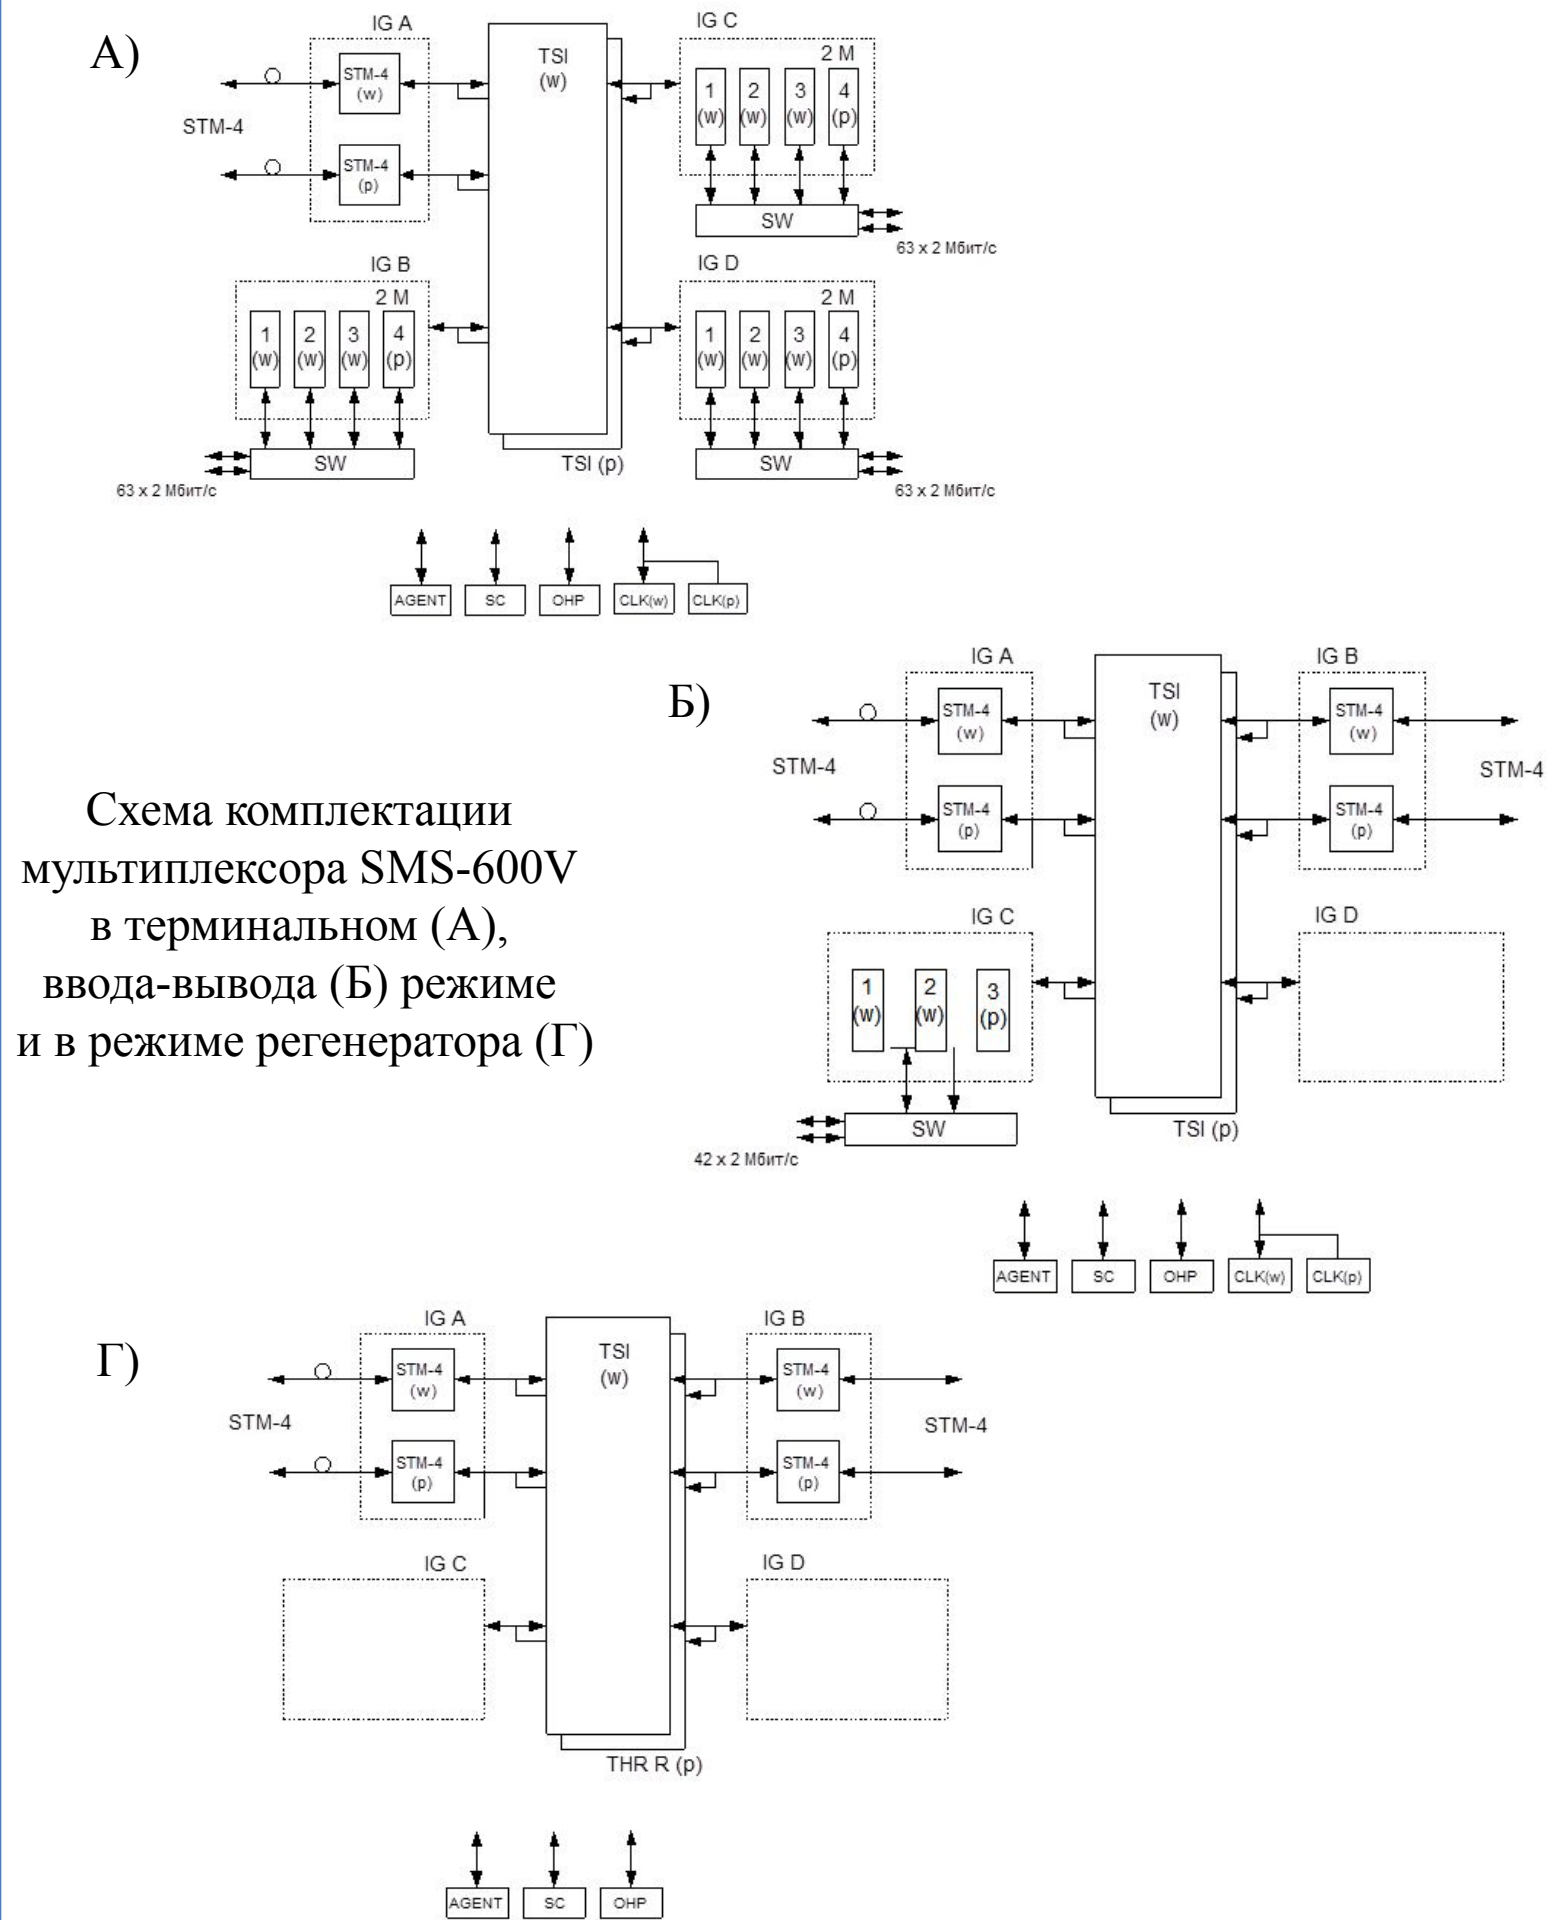 А)
IG A
TSI
(w)
IG C
2 M
STM-4
(w)
1
(w)
2
(w)
3
(w)
4
(p)
STM-4
STM-4
(p)
SW
63 x 2 Мбит/с
IG B
IG D
2 M
2 M
1
(w)
2
(w)
3
(w)
4
(p)
1
(w)
2
(w)
3
(w)
4
(p)
SW
TSI (p)
SW
63 x 2 Мбит/с
63 x 2 Мбит/с
AGENT
SC
OHP
CLK(w)
CLK(p)
Б)
IG A
TSI
(w)
IG B
STM-4
(w)
STM-4
(w)
STM-4
STM-4
STM-4
(p)
STM-4
(p)
Схема комплектации
мультиплексора SMS-600V
в терминальном (А),
ввода-вывода (Б) режиме
и в режиме регенератора (Г)
IG C
IG D
1
(w)
2
(w)
3
(p)
SW
TSI (p)
42 x 2 Мбит/с
AGENT
SC
OHP
CLK(w)
CLK(p)
Г)
IG A
TSI
(w)
IG B
STM-4
(w)
STM-4
(w)
STM-4
STM-4
STM-4
(p)
STM-4
(p)
IG C
IG D
THR R (p)
AGENT
SC
OHP